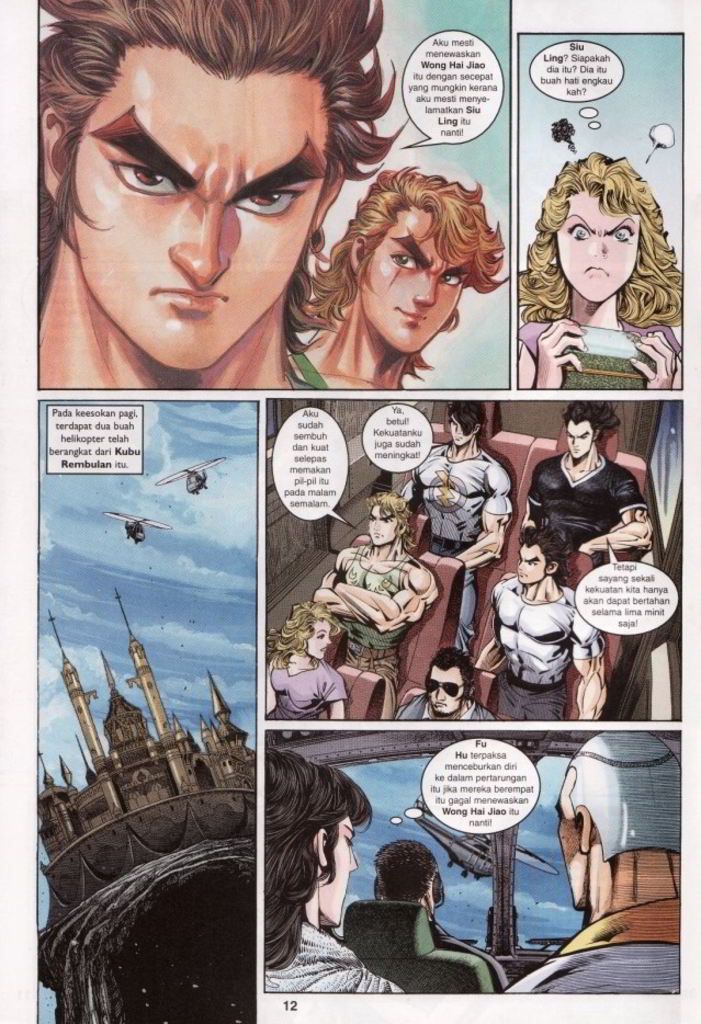 Aku mesti
menewaskan
Wong Hai Jiao
itu dengan secepat
yang mungkin kerana
aku mesti menye-
lamatkan Siu
Ling itu
nanti!
Siu
Ling? Siapakah
dia itu? Dia itu
buah hati engkau
kah?
Pada keesokan pagi,
terdapat dua buah
helikopter telah
berangkat dari Kubu
Rembulan itu.
Aku
sudah
sembuh
dan kuat
selepas
memakan
pil-pil itu
pada malam
semalam.
Ya,
betul!
Kekuatanku
juga sudah
meningkat!
Tetapi
sayang sekali
kekuatan kita hanya
akan dapat bertahan
selama lima minit
saja!
Fu
Hu terpaksa
menceburkan diri
ke dalam pertarungan
itu jika mereka berempat
itu gagal menewaskan
Wong Hai Jiao itu
nanti!
12